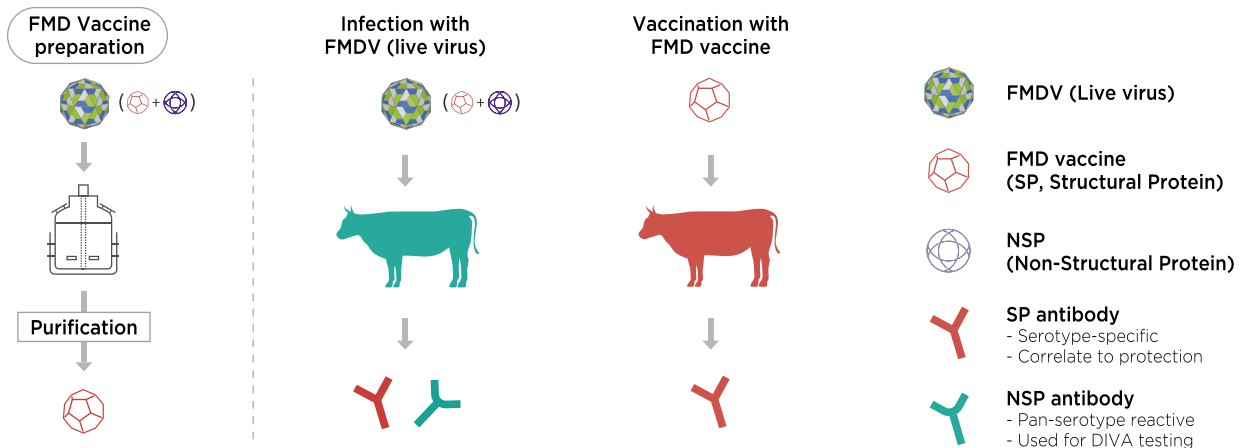 FMD Vaccine
preparation
( + )
Purification
Infection with
FMDV (live virus)
( + )
Vaccination with
FMD vaccine
FMDV (Live virus)
FMD vaccine
(SP, Structural Protein)
NSP
(Non-Structural Protein)
SP antibody
- Serotype-specific
- Correlate to protection
NSP antibody
- Pan-serotype reactive
- Used for DIVA testing